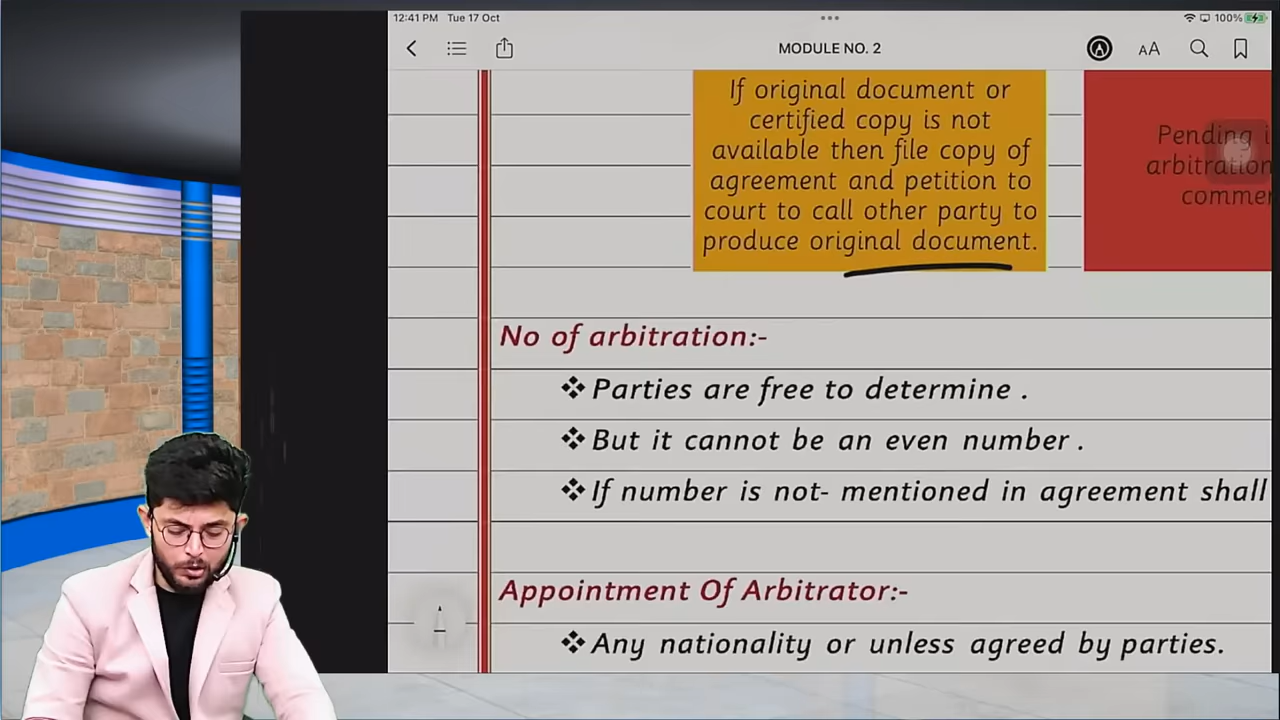 12:41 PM Tue 17 Oct
100%
MODULE NO. 2
AA
If original document or
certified copy is not
available then file copy of
agreement and petition to
court to call other party to
produce original document.
Pending
arbitration
No of arbitration:-
❖ Parties are free to determine .
❖ But it cannot be an even number .
❖ If number is not- mentioned in agreement shall
Appointment Of Arbitrator:-
❖ Any nationality or unless agreed by parties.